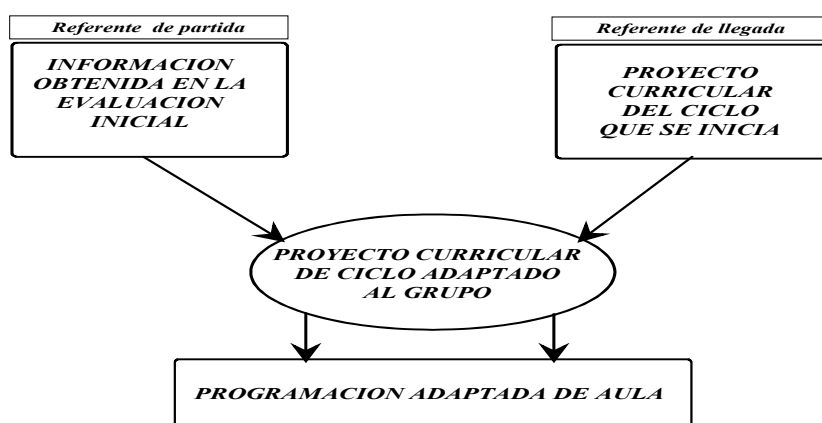 Referente de partida
INFORMACION
OBTENIDA EN LA
EVALUACION
INICIAL
Referente de llegada
PROYECTO
CURRICULAR
DEL CICLO
QUE SE INICIA
PROYECTO CURRICULAR
DE CICLO ADAPTADO
AL GRUPO
PROGRAMACION ADAPTADA DE AULA